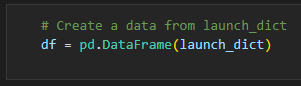 # Create a data from launch_dict
df = pd.DataFrame(launch_dict)